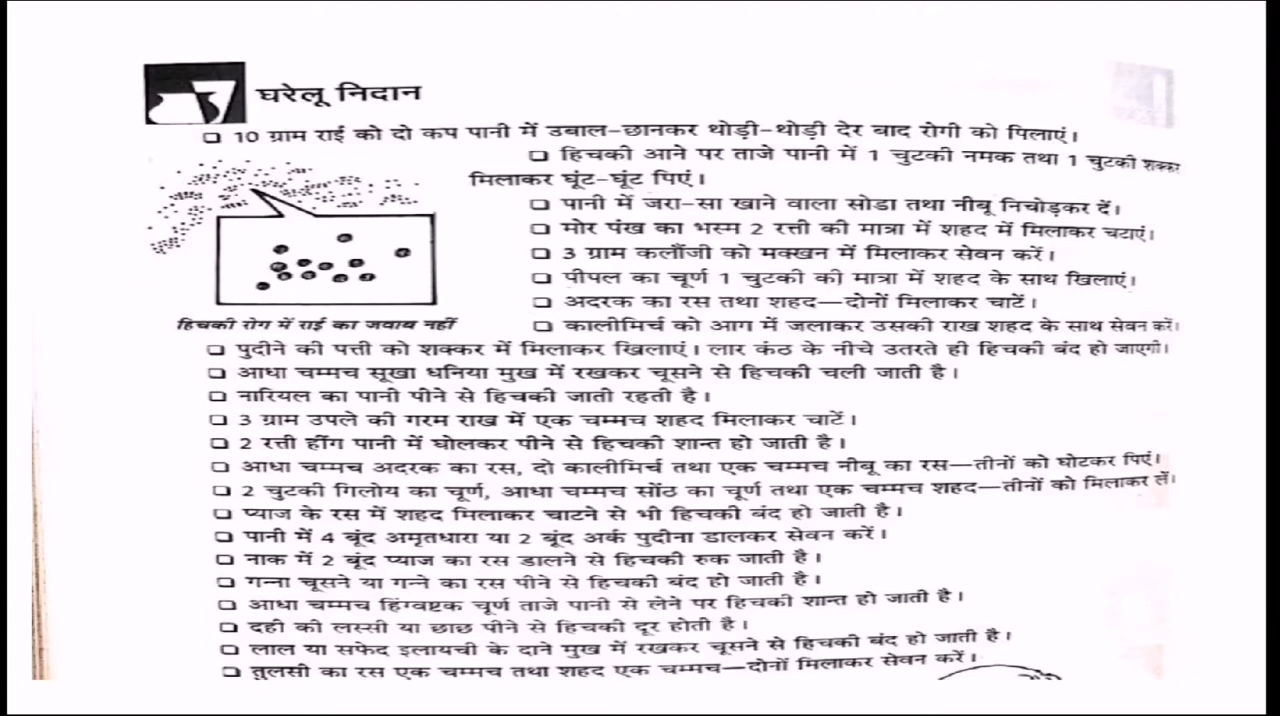 घरेलू निदान
❑ 10 ग्राम राई को दो कप पानी में उबाल-छानकर थोड़ी-थोड़ी देर बाद रोगी को पिलाएं।
❑ हिचकी आने पर ताजे पानी में 1 चुटकी नमक तथा 1 चुटकी शक्कर
मिलाकर घूंट-घूंट पिएं।
❑ पानी में जरा-सा खाने वाला सोडा तथा नीबू निचोड़कर दें।
❑ मोर पंख का भस्म 2 रत्ती की मात्रा में शहद में मिलाकर चटाएं।
❑ 3 ग्राम कलौंजी को मक्खन में मिलाकर सेवन करें।
❑ पीपल का चूर्ण 1 चुटकी की मात्रा में शहद के साथ खिलाएं।
❑ अदरक का रस तथा शहद—दोनों मिलाकर चाटें।
हिचकी रोग में राई का जवाब नहीं
❑ कालीमिर्च को आग में जलाकर उसकी राख शहद के साथ सेवन करें।
❑ पुदीने की पत्ती को शक्कर में मिलाकर खिलाएं। लार कंठ के नीचे उतरते ही हिचकी बंद हो जाएगी।
❑ आधा चम्मच सूखा धनिया मुख में रखकर चूसने से हिचकी चली जाती है।
❑ नारियल का पानी पीने से हिचकी जाती रहती है।
❑ 3 ग्राम उपले की गरम राख में एक चम्मच शहद मिलाकर चाटें।
❑ 2 रत्ती हींग पानी में घोलकर पीने से हिचकी शान्त हो जाती है।
❑ आधा चम्मच अदरक का रस, दो कालीमिर्च तथा एक चम्मच नीबू का रस—तीनों को घोटकर पिएं।
❑ 2 चुटकी गिलोय का चूर्ण, आधा चम्मच सोंठ का चूर्ण तथा एक चम्मच शहद—तीनों को मिलाकर लें।
❑ प्याज के रस में शहद मिलाकर चाटने से भी हिचकी बंद हो जाती है।
❑ पानी में 4 बूंद अमृतधारा या 2 बूंद अर्क पुदीना डालकर सेवन करें।
❑ नाक में 2 बूंद प्याज का रस डालने से हिचकी रुक जाती है।
❑ गन्ना चूसने या गन्ने का रस पीने से हिचकी बंद हो जाती है।
❑ आधा चम्मच हिंग्वष्टक चूर्ण ताजे पानी से लेने पर हिचकी शान्त हो जाती है।
❑ दही की लस्सी या छाछ पीने से हिचकी दूर होती है।
❑ लाल या सफेद इलायची के दाने मुख में रखकर चूसने से हिचकी बंद हो जाती है।
❑ तुलसी का रस एक चम्मच तथा शहद एक चम्मच—दोनों मिलाकर सेवन करें।